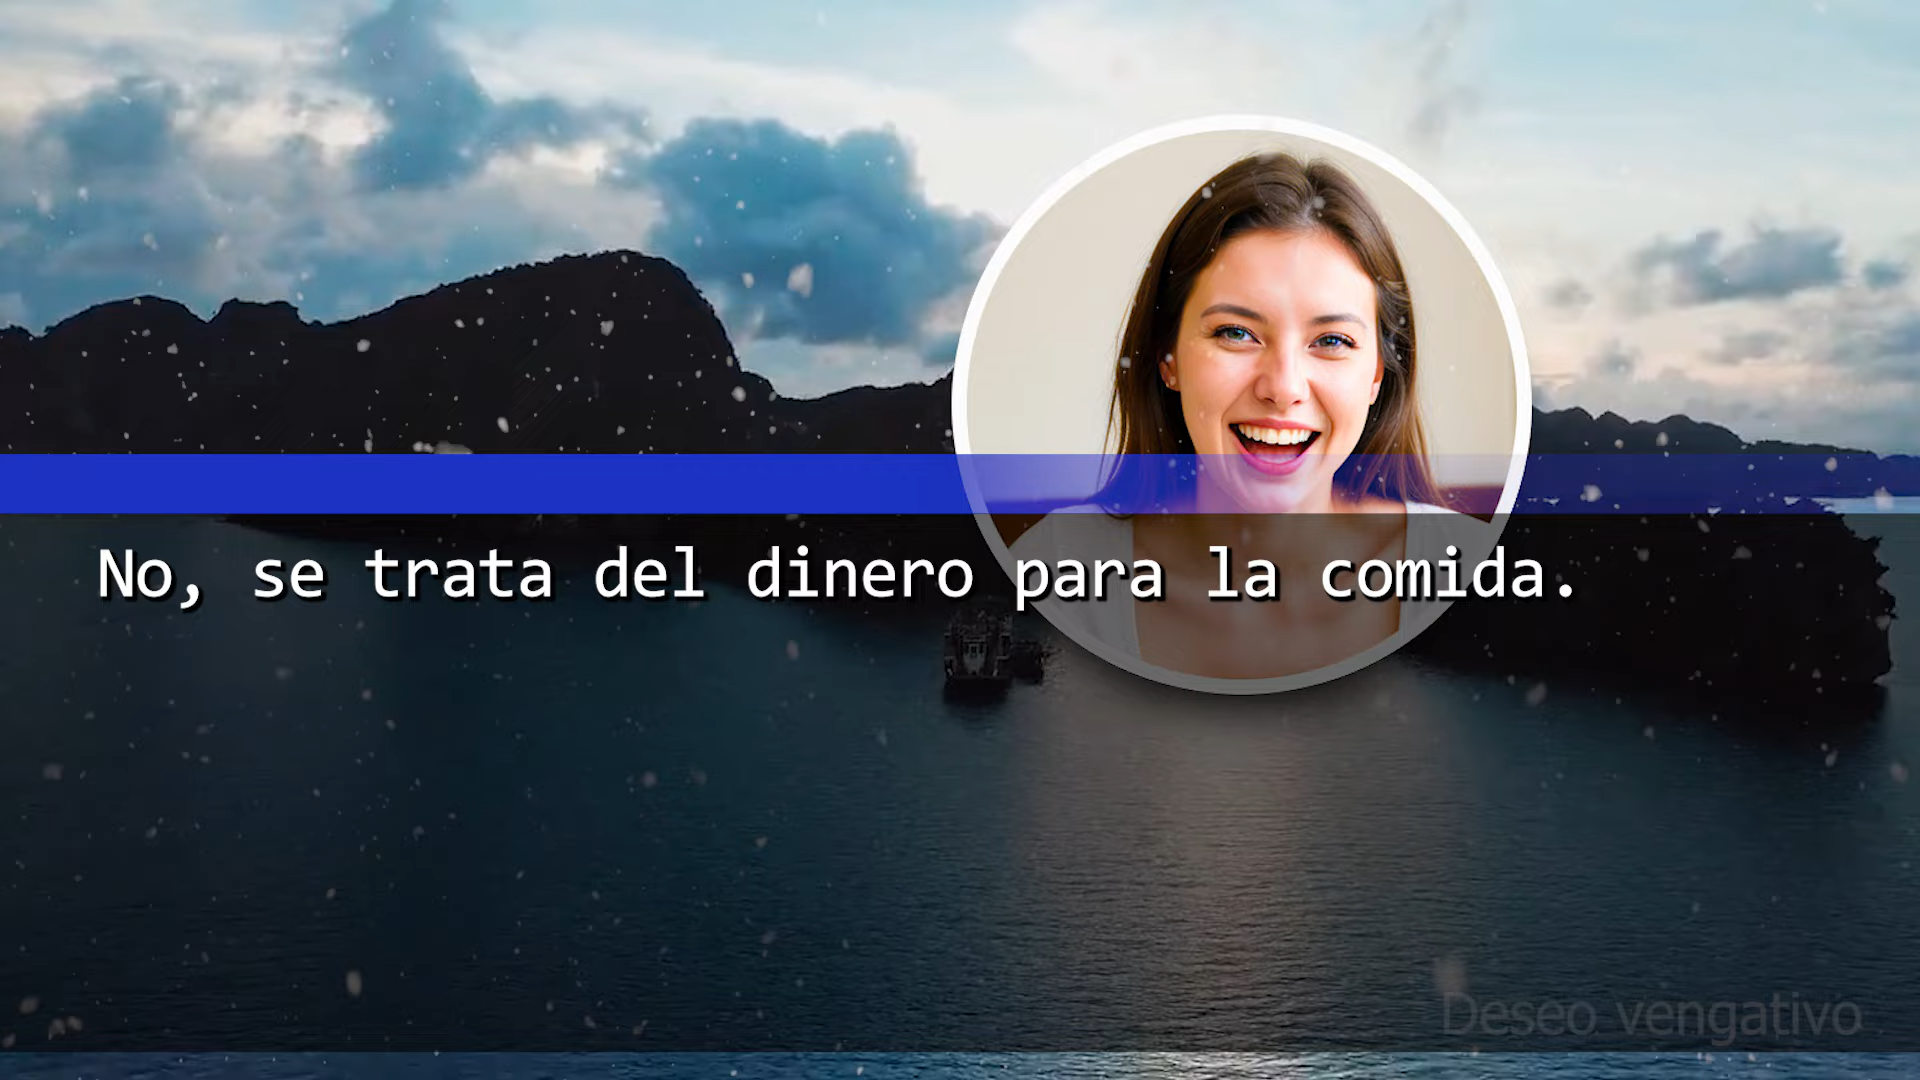 No, se trata del dinero para la comida.
Deseo vengativo